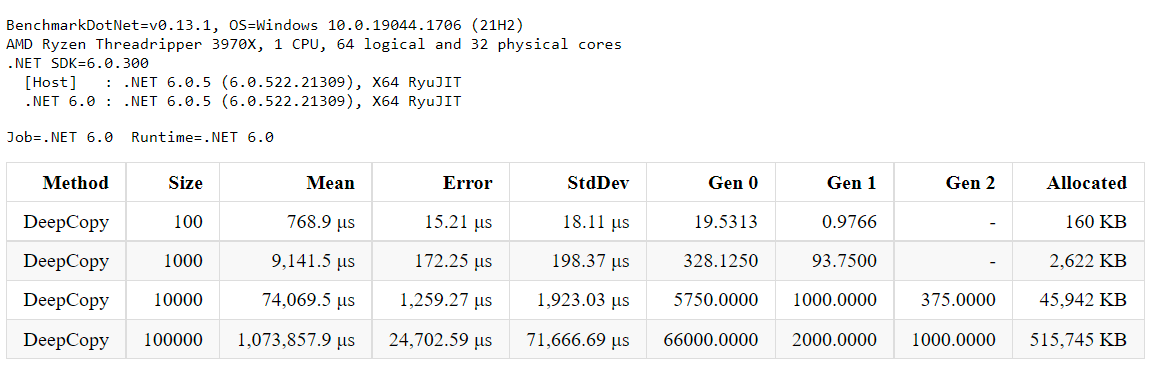 BenchmarkDotNet=v0.13.1, OS=Windows 10.0.19044.1706 (21H2)
AMD Ryzen Threadripper 3970X, 1 CPU, 64 logical and 32 physical cores
.NET SDK=6.0.300
  [Host]   : .NET 6.0.5 (6.0.522.21309), X64 RyuJIT
  .NET 6.0 : .NET 6.0.5 (6.0.522.21309), X64 RyuJIT
Job=.NET 6.0  Runtime=.NET 6.0
Method Size Mean Error StdDev Gen 0 Gen 1 Gen 2 Allocated
DeepCopy 100 768.9 μs 15.21 μs 18.11 μs 19.5313 0.9766 - 160 KB
DeepCopy 1000 9,141.5 μs 172.25 μs 198.37 μs 328.1250 93.7500 - 2,622 KB
DeepCopy 10000 74,069.5 μs 1,259.27 μs 1,923.03 μs 5750.0000 1000.0000 375.0000 45,942 KB
DeepCopy 100000 1,073,857.9 μs 24,702.59 μs 71,666.69 μs 66000.0000 2000.0000 1000.0000 515,745 KB